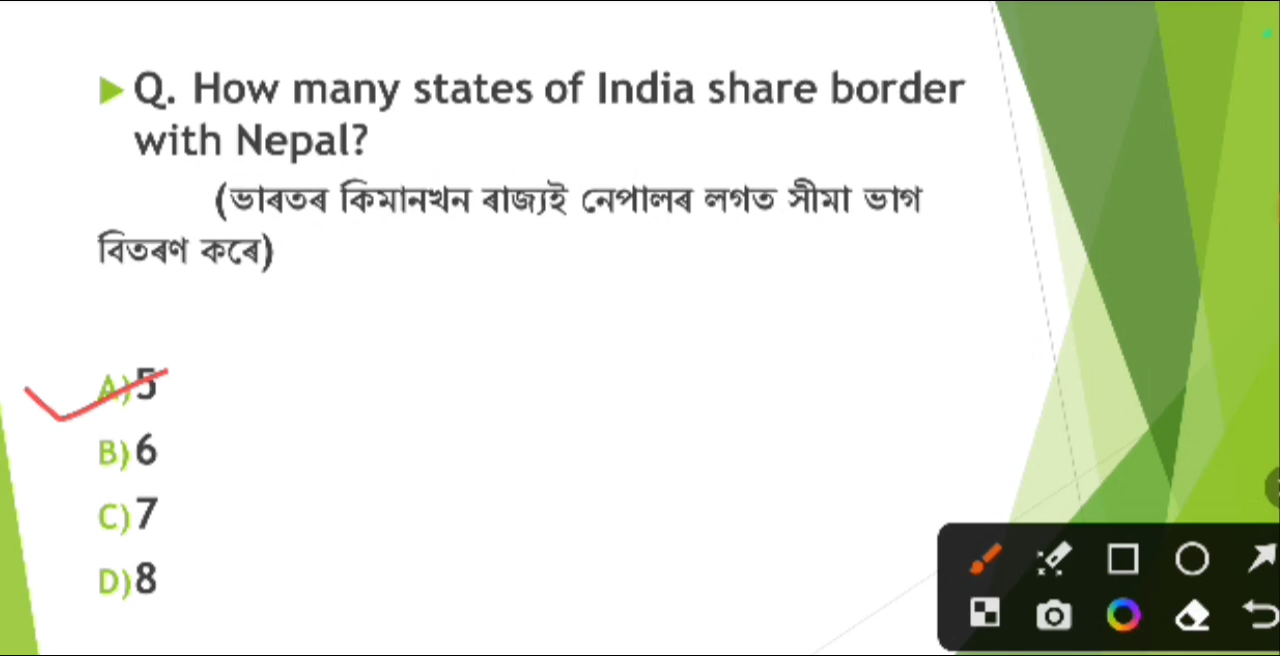 Q. How many states of India share border
with Nepal?
(ভাৰতৰ কিমানখন ৰাজ্যই নেপালৰ লগত সীমা ভাগ
বিতৰণ কৰে)
A) 5
B) 6
C) 7
D) 8